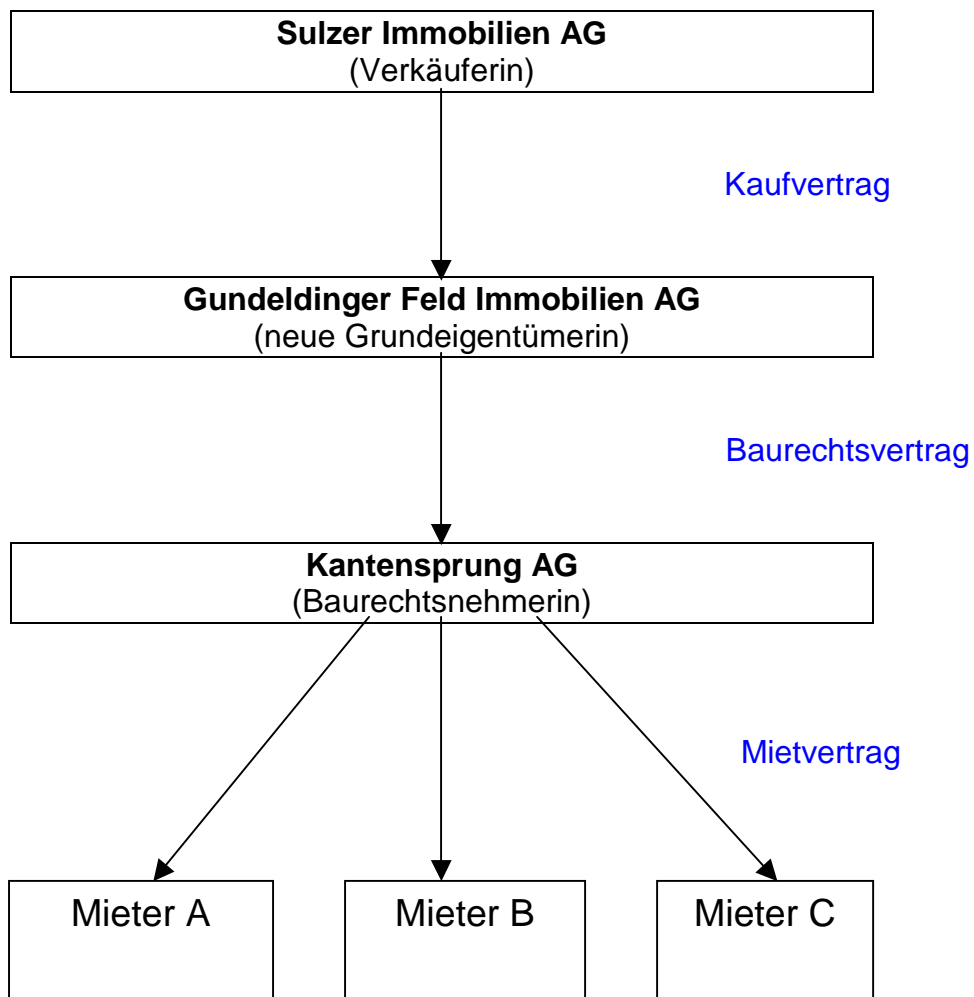 Sulzer Immobilien AG
(Verkäuferin)
Kaufvertrag
Gundeldinger Feld Immobilien AG
(neue Grundeigentümerin)
Baurechtsvertrag
Kantensprung AG
(Baurechtsnehmerin)
Mietvertrag
Mieter A
Mieter B
Mieter C